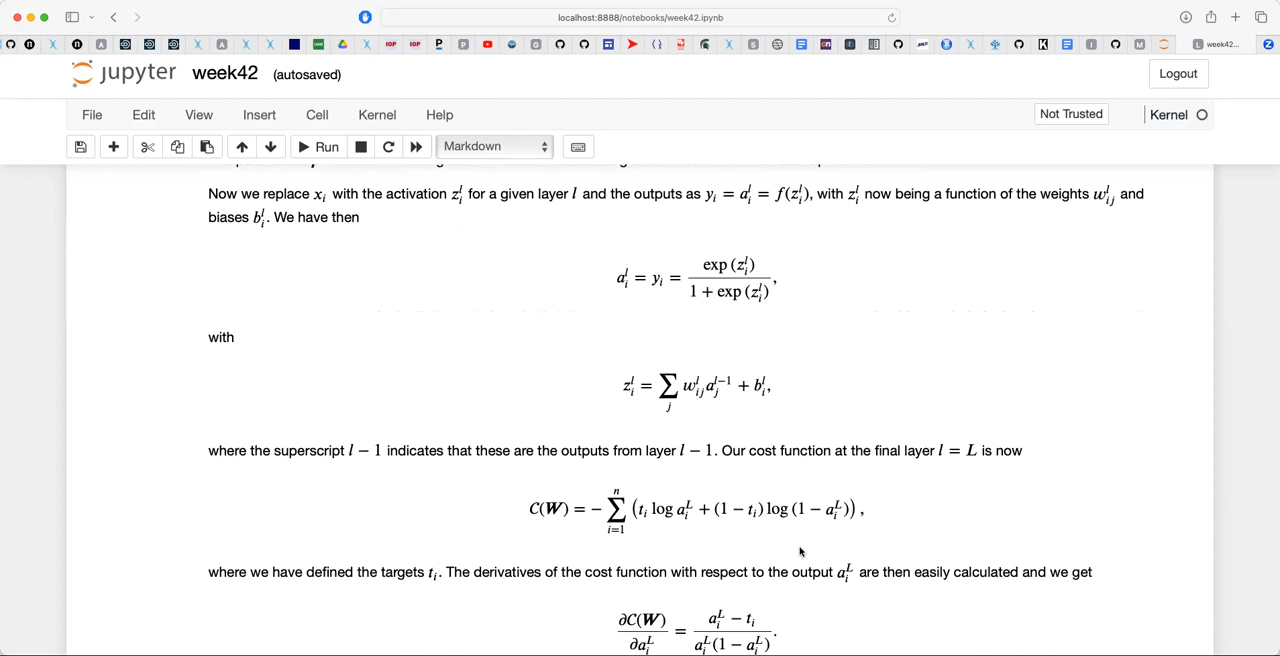 localhost:8888/notebooks/week42.ipynb
week42...
jupyter week42 (autosaved) Logout
File Edit View Insert Cell Kernel Help Not Trusted Kernel
Run Markdown
Now we replace x_i with the activation z_i^l for a given layer l and the outputs as y_i = a_i^l = f(z_i^l), with z_i^l now being a function of the weights w_{ij}^l and
biases b_i^l. We have then
a_i^l = y_i = \frac{exp (z_i^l)}{1 + exp (z_i^l)},
with
z_i^l = ∑_j w_{ij}^l a_j^{l-1} + b_i^l,
where the superscript l − 1 indicates that these are the outputs from layer l − 1. Our cost function at the final layer l = L is now
C(W) = − ∑_{i=1}^n (t_i log a_i^L + (1 − t_i) log (1 − a_i^L)),
where we have defined the targets t_i. The derivatives of the cost function with respect to the output a_i^L are then easily calculated and we get
\frac{∂C(W)}{∂a_i^L} = \frac{a_i^L − t_i}{a_i^L(1 − a_i^L)}.